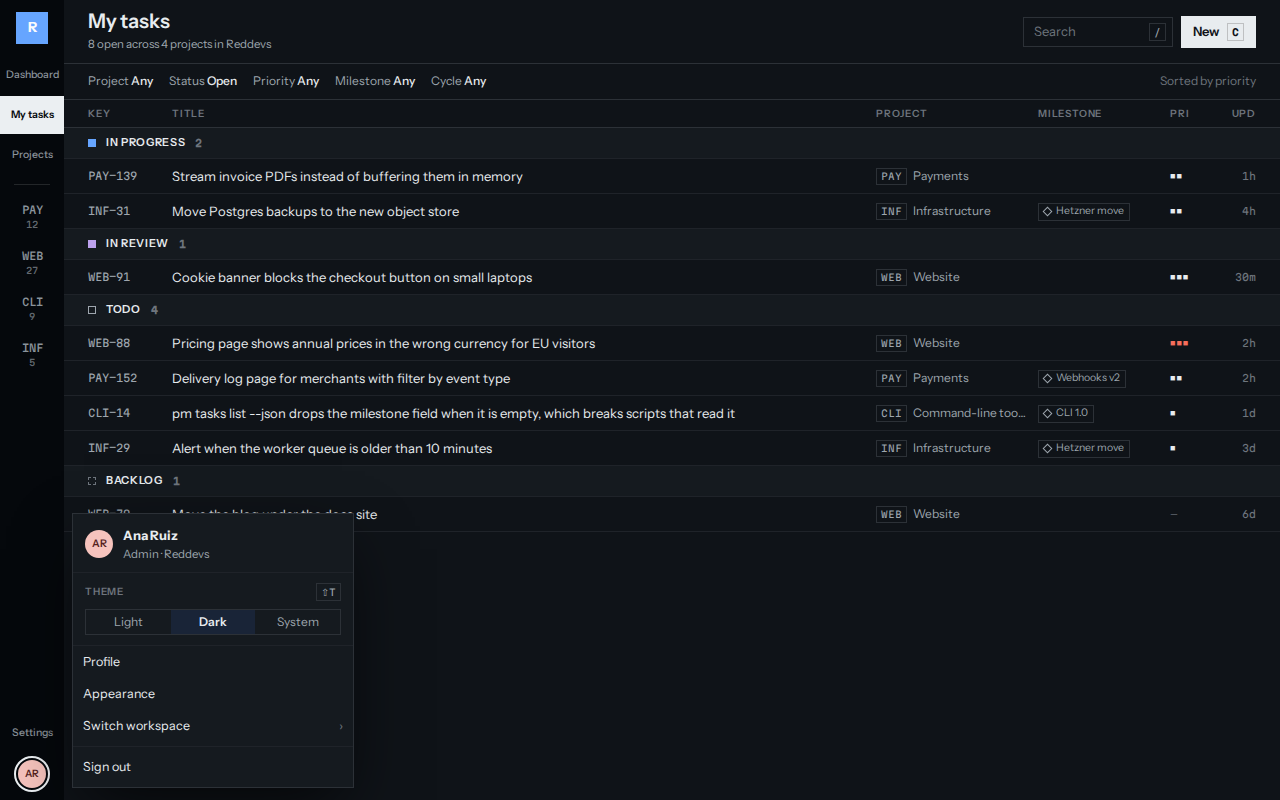 R
Dashboard
My tasks
Projects
PAY
12
WEB
27
CLI
9
INF
5
Settings
AR
My tasks
8 open across 4 projects in Reddevs
Search /
New C
Project Any Status Open Priority Any Milestone Any Cycle Any
Sorted by priority
KEY TITLE PROJECT MILESTONE PRI UPD
IN PROGRESS 2
PAY-139 Stream invoice PDFs instead of buffering them in memory PAY Payments 1h
INF-31 Move Postgres backups to the new object store INF Infrastructure Hetzner move 4h
IN REVIEW 1
WEB-91 Cookie banner blocks the checkout button on small laptops WEB Website 30m
TODO 4
WEB-88 Pricing page shows annual prices in the wrong currency for EU visitors WEB Website 2h
PAY-152 Delivery log page for merchants with filter by event type PAY Payments Webhooks v2 2h
CLI-14 pm tasks list --json drops the milestone field when it is empty, which breaks scripts that read it CLI Command-line too... CLI 1.0 1d
INF-29 Alert when the worker queue is older than 10 minutes INF Infrastructure Hetzner move 3d
BACKLOG 1
Move the blog under the docs site WEB Website – 6d
AR
Ana Ruiz
Admin · Reddevs
THEME ⇧T
Light Dark System
Profile
Appearance
Switch workspace ›
Sign out